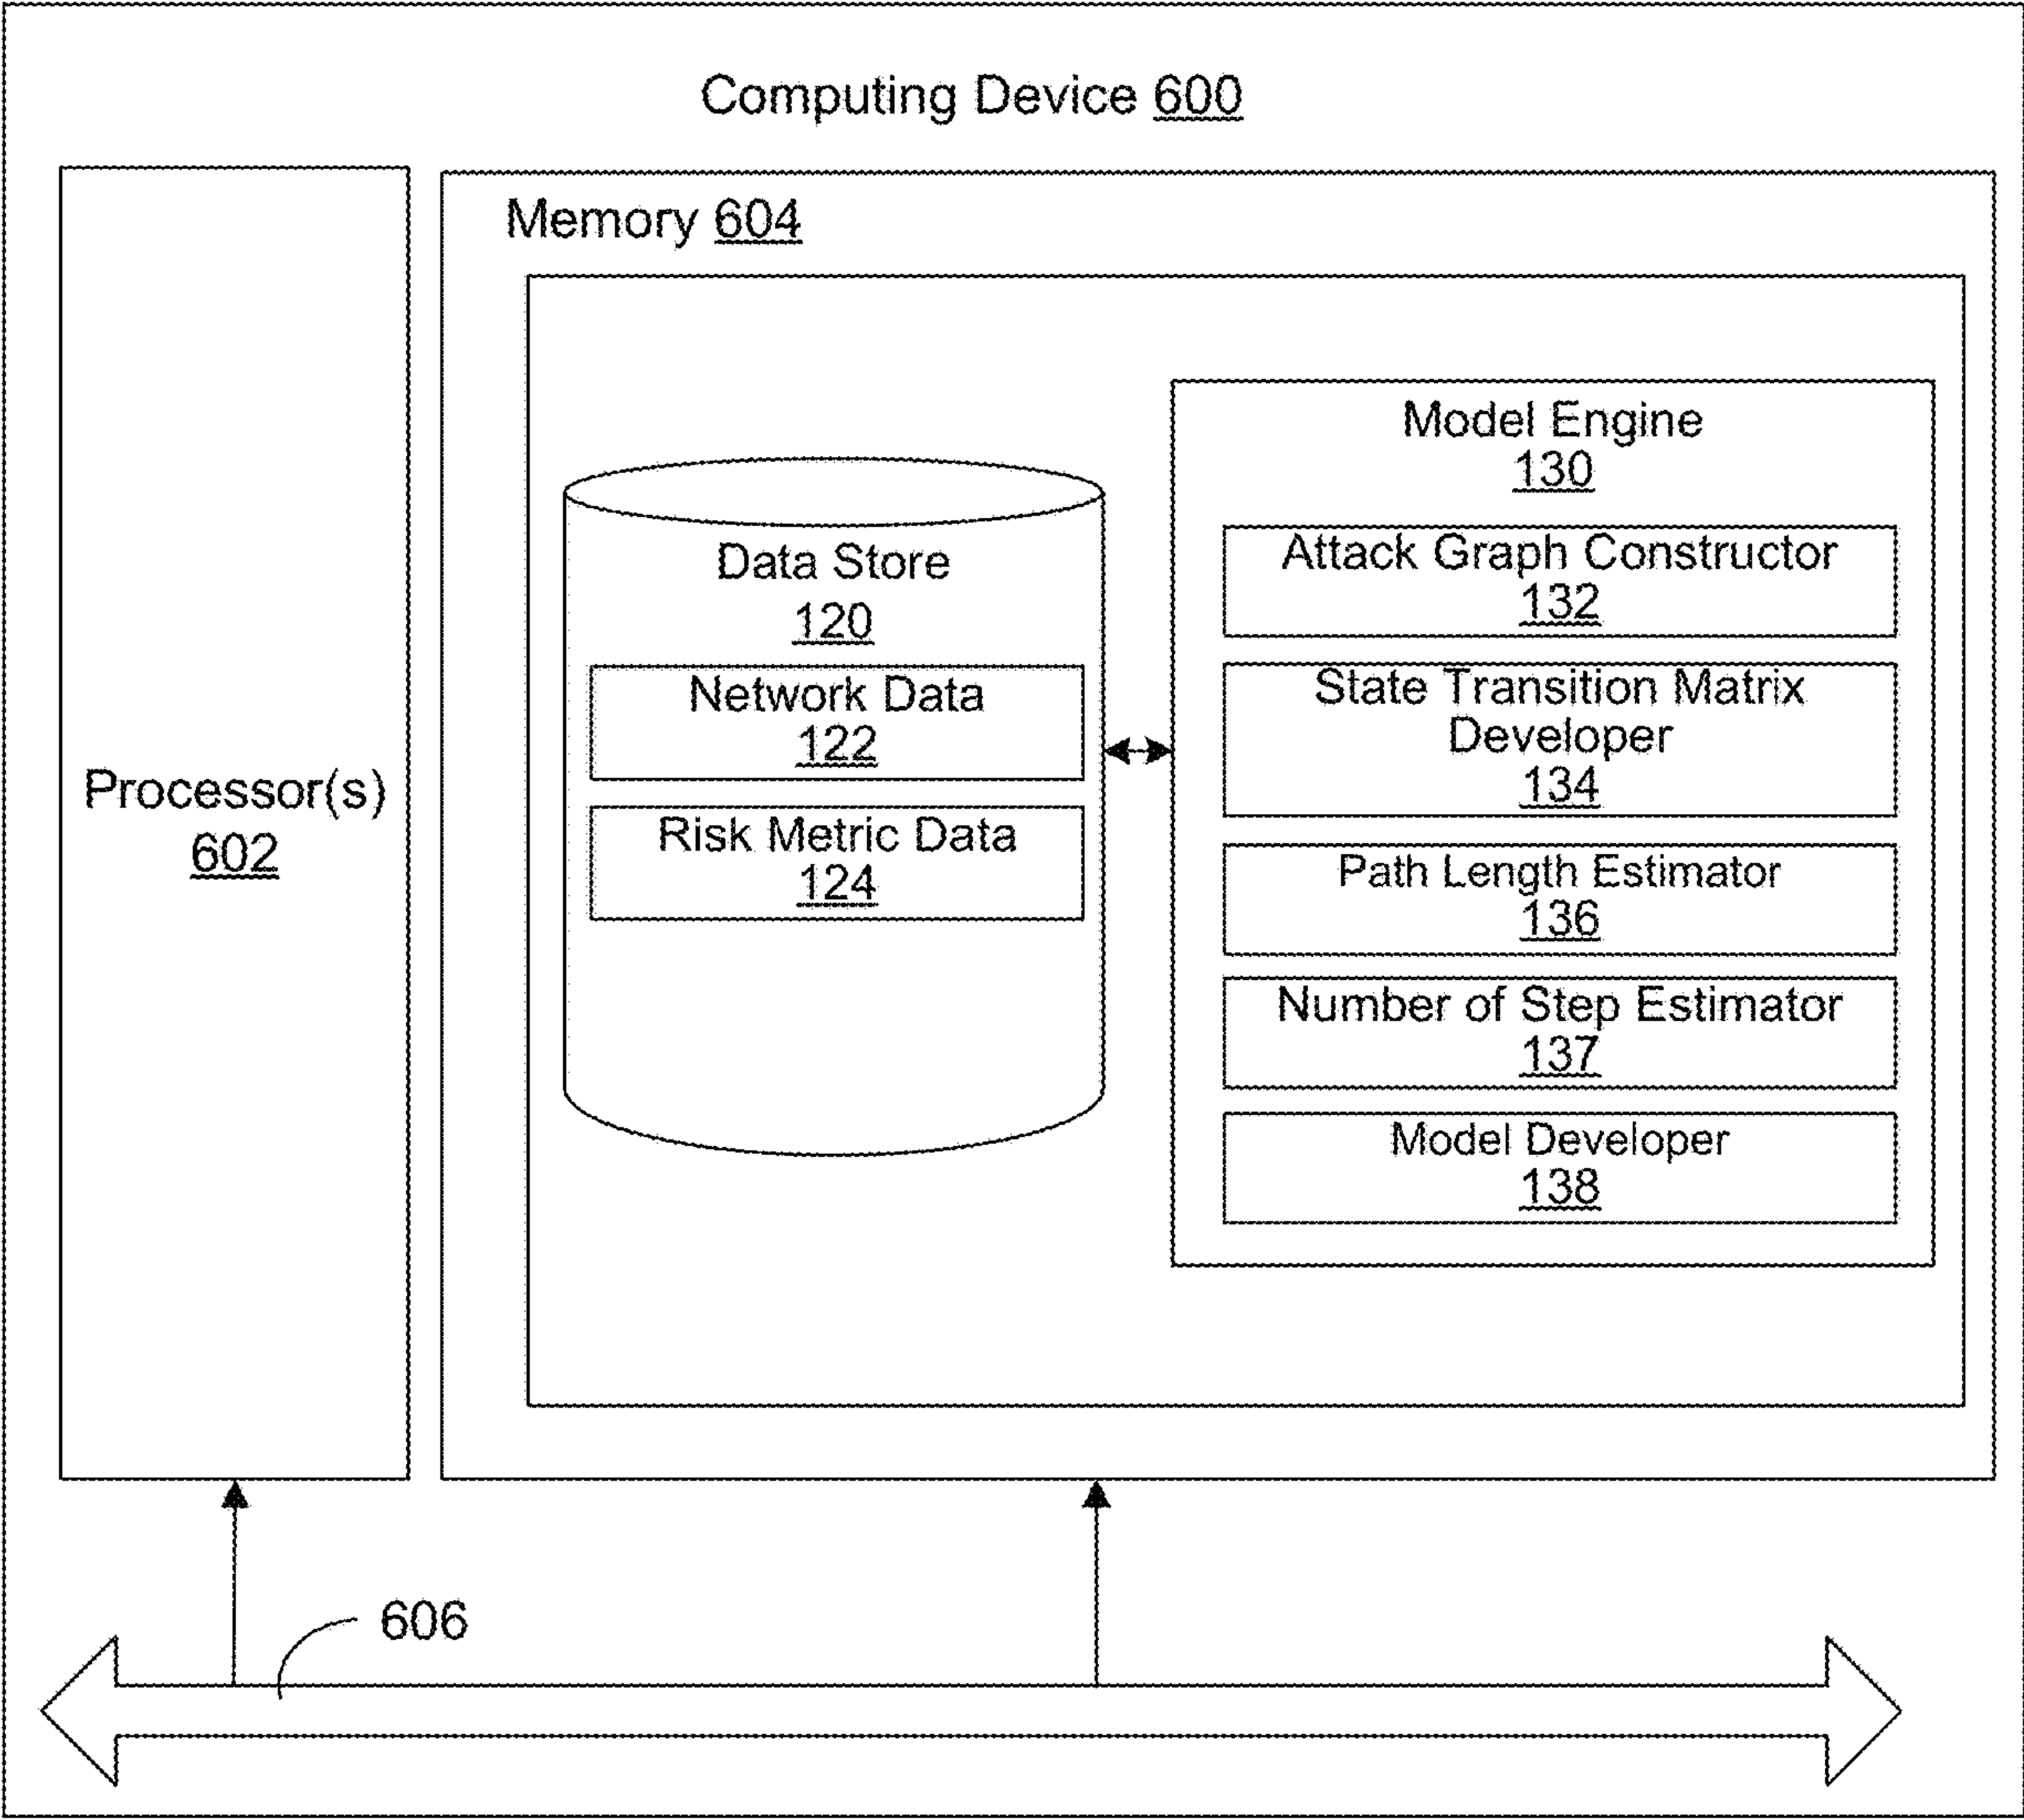 Computing Device 600
Memory 604
Processor(s)
602
Data Store
120
Network Data
122
Risk Metric Data
124
Model Engine
130
Attack Graph Constructor
132
State Transition Matrix
Developer
134
Path Length Estimator
136
Number of Step Estimator
137
Model Developer
138
606